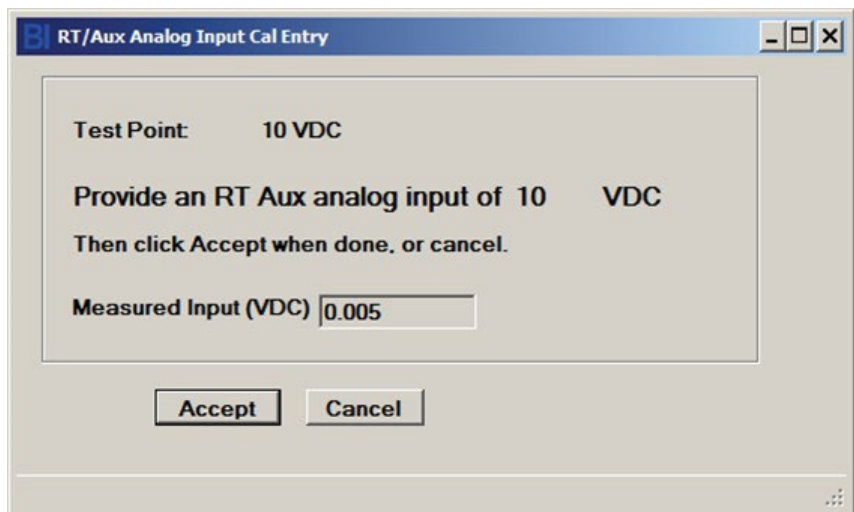 BI RT/Aux Analog Input Cal Entry
Test Point: 10 VDC
Provide an RT Aux analog input of 10 VDC
Then click Accept when done, or cancel.
Measured Input (VDC) 0.005
Accept Cancel